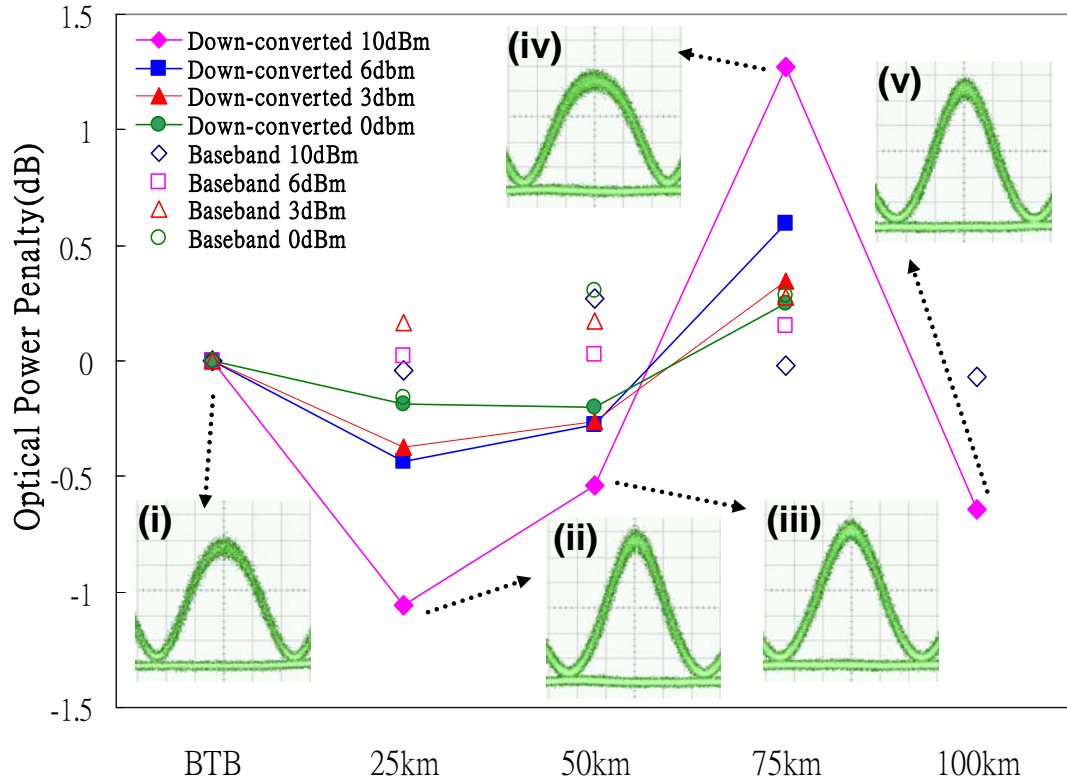 1.5
1
0.5
0
-0.5
-1
-1.5
Optical Power Penalty(dB)
Down-converted 10dBm
Down-converted 6dbm
Down-converted 3dbm
Down-converted 0dbm
Baseband 10dBm
Baseband 6dBm
Baseband 3dBm
Baseband 0dBm
(iv)
(v)
(i)
(ii)
(iii)
BTB 25km 50km 75km 100km